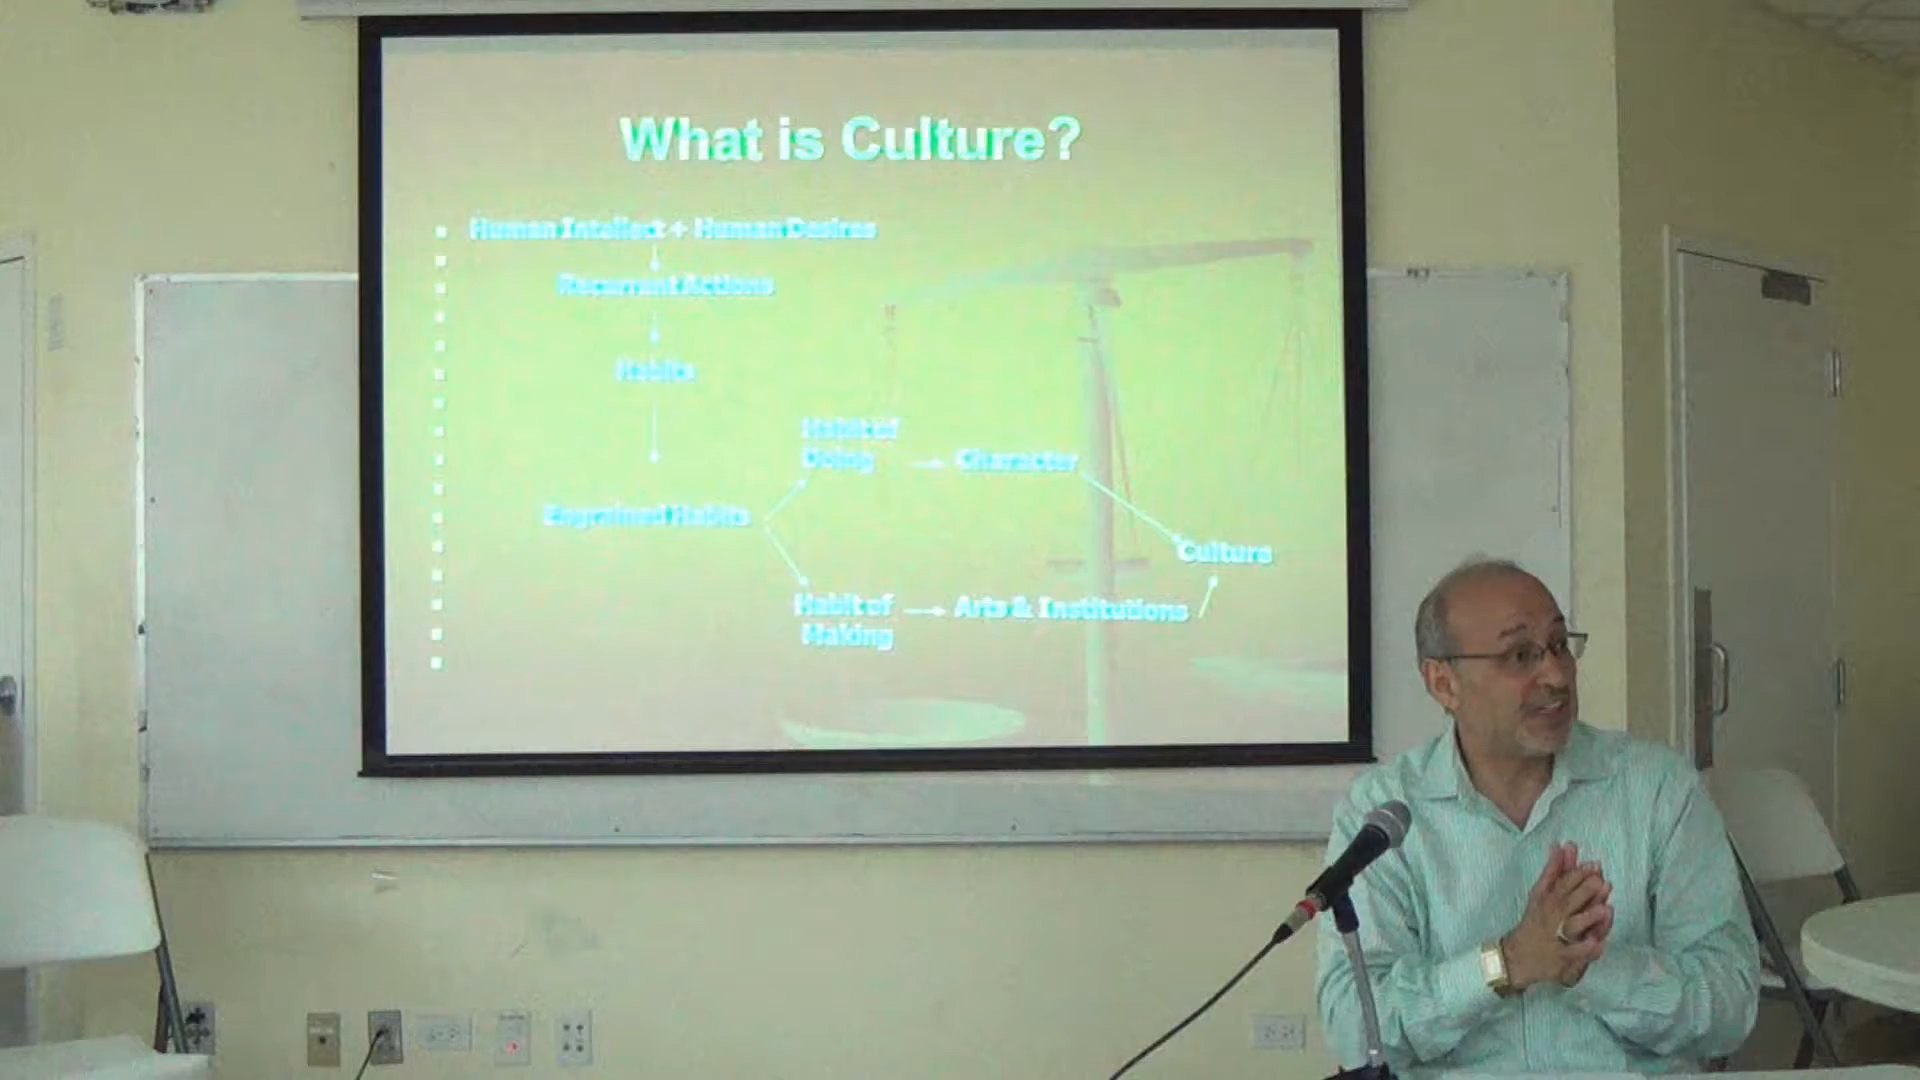 What is Culture?
Human Intellect + Human Desires
Recurrent Actions
Habits
Habit of
Doing
Character
Engrained Habits
Culture
Habit of
Making
Arts & Institutions